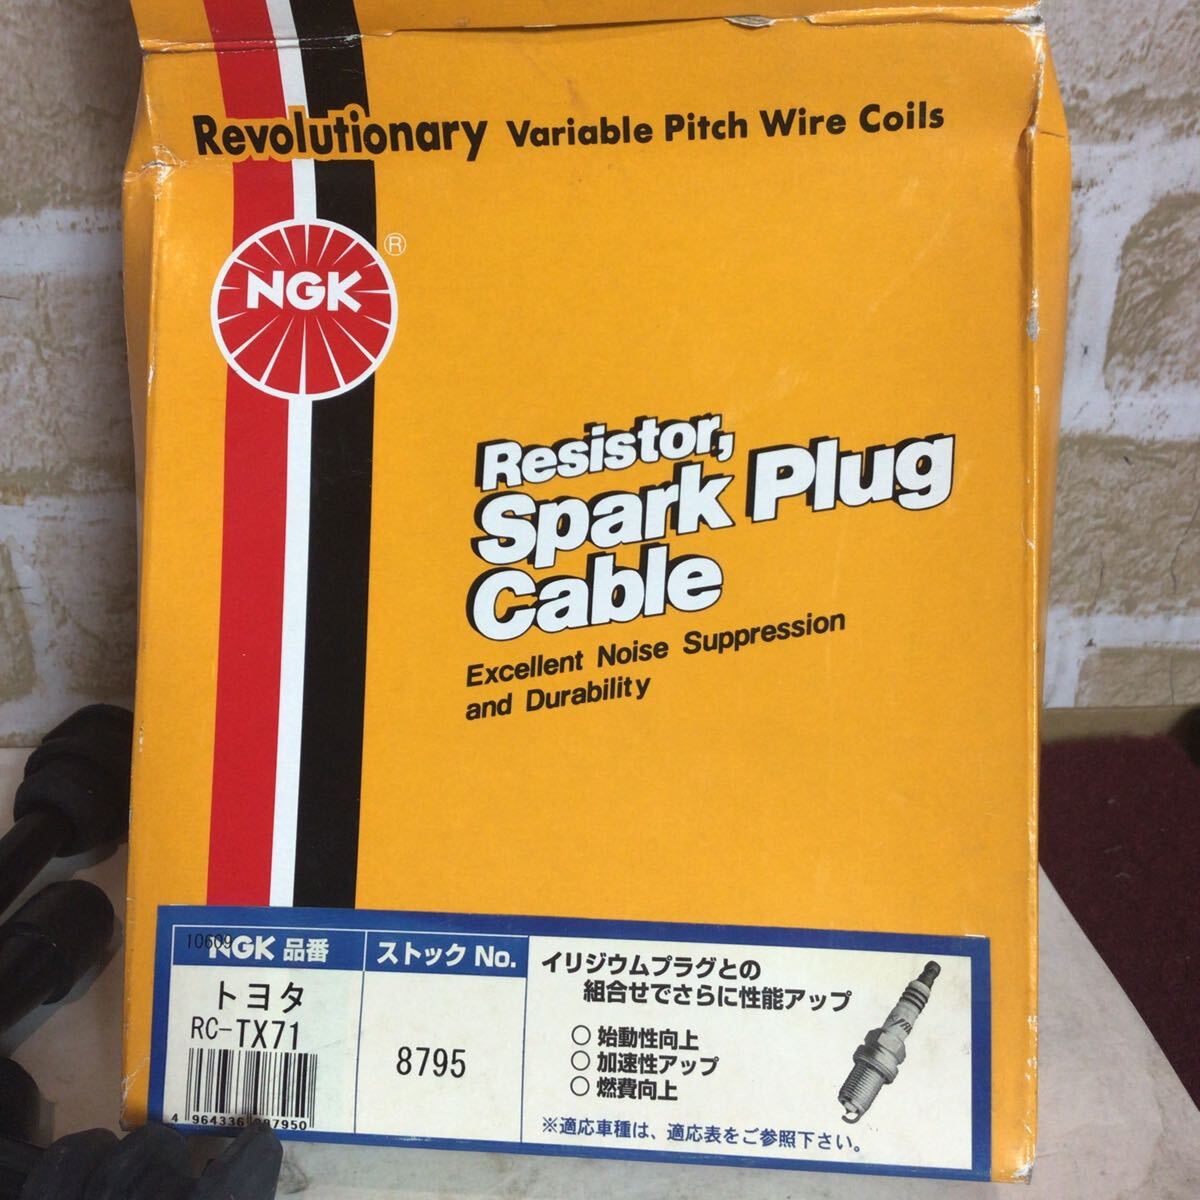 Revolutionary Variable Pitch Wire Coils
NGK
®
Resistor,
Spark Plug
Cable
Excellent Noise Suppression
and Durability
10609
NGK 品番
トヨタ
RC-TX71
ストック No.
8795
イリジウムプラグとの
組合せでさらに性能アップ
○ 始動性向上
○ 加速性アップ
○ 燃費向上
※適応車種は、適応表をご参照下さい。
4 964336 087950